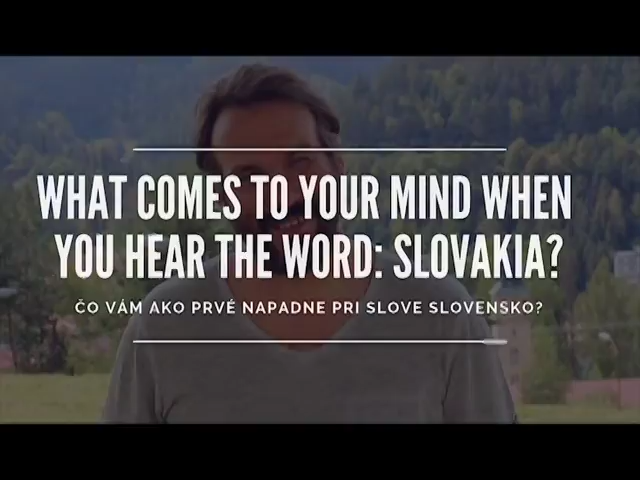 WHAT COMES TO YOUR MIND WHEN
YOU HEAR THE WORD: SLOVAKIA?
ČO VÁM AKO PRVÉ NAPADNE PRI SLOVE SLOVENSKO?